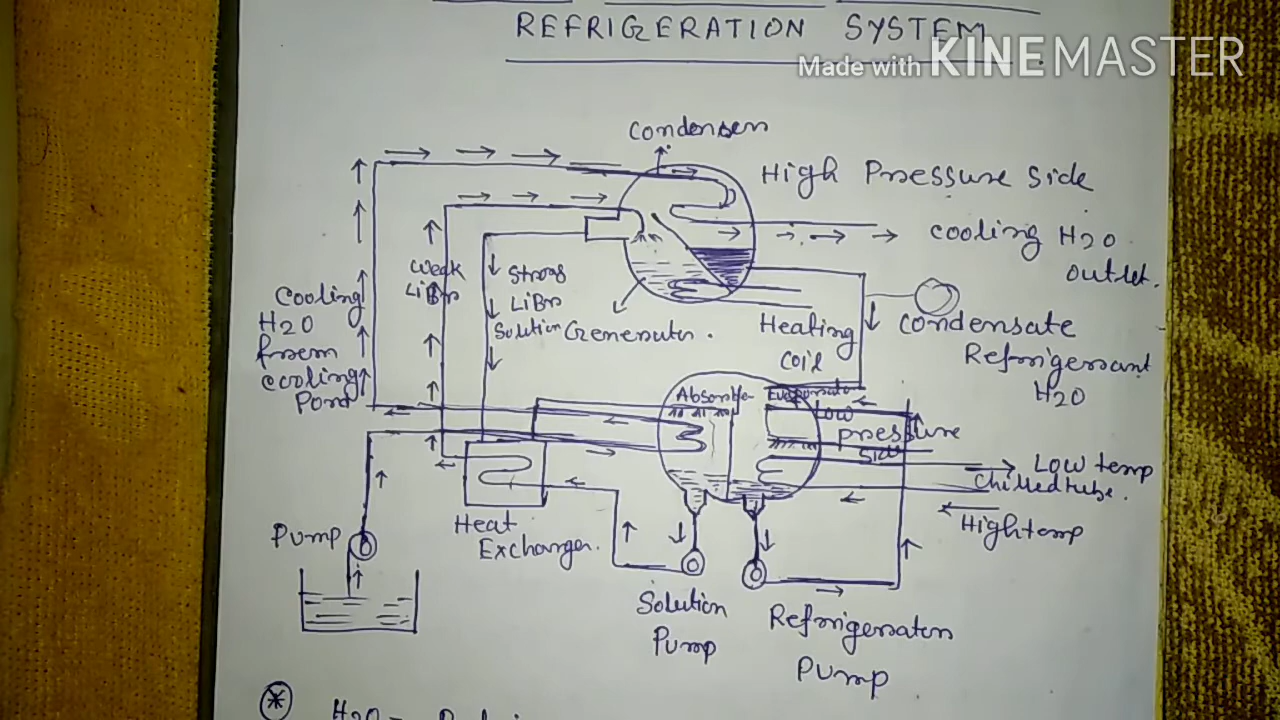 REFRIGERATION SYSTEM
Made with KINEMASTER
Condenser
High Pressure Side
Cooling H2O
outlet.
Weak
LiBr
Strong
LiBr
Solution
Generator.
Heating
Coil
Condensate
Refrigerant
H2O
Cooling
H2O
from
cooling
Pond
Absorber
Evaporator
Low
pressure
Side
Low temp
Chilled tube.
High temp
Pump
Heat
Exchanger.
Solution
Pump
Refrigeration
Pump
* H2O -